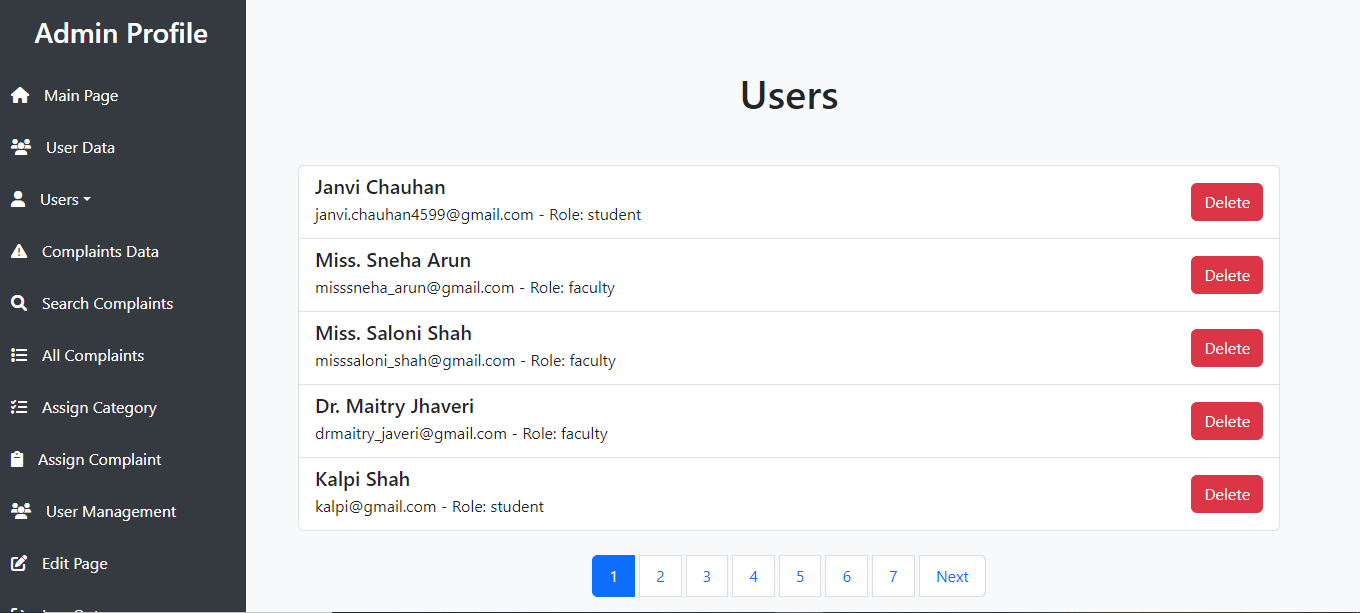 Admin Profile
Main Page
User Data
Users
Complaints Data
Search Complaints
All Complaints
Assign Category
Assign Complaint
User Management
Edit Page
Users
Janvi Chauhan
janvi.chauhan4599@gmail.com - Role: student
Delete
Miss. Sneha Arun
misssneha_arun@gmail.com - Role: faculty
Delete
Miss. Saloni Shah
misssaloni_shah@gmail.com - Role: faculty
Delete
Dr. Maitry Jhaveri
drmaitry_javeri@gmail.com - Role: faculty
Delete
Kalpi Shah
kalpi@gmail.com - Role: student
Delete
1 2 3 4 5 6 7 Next